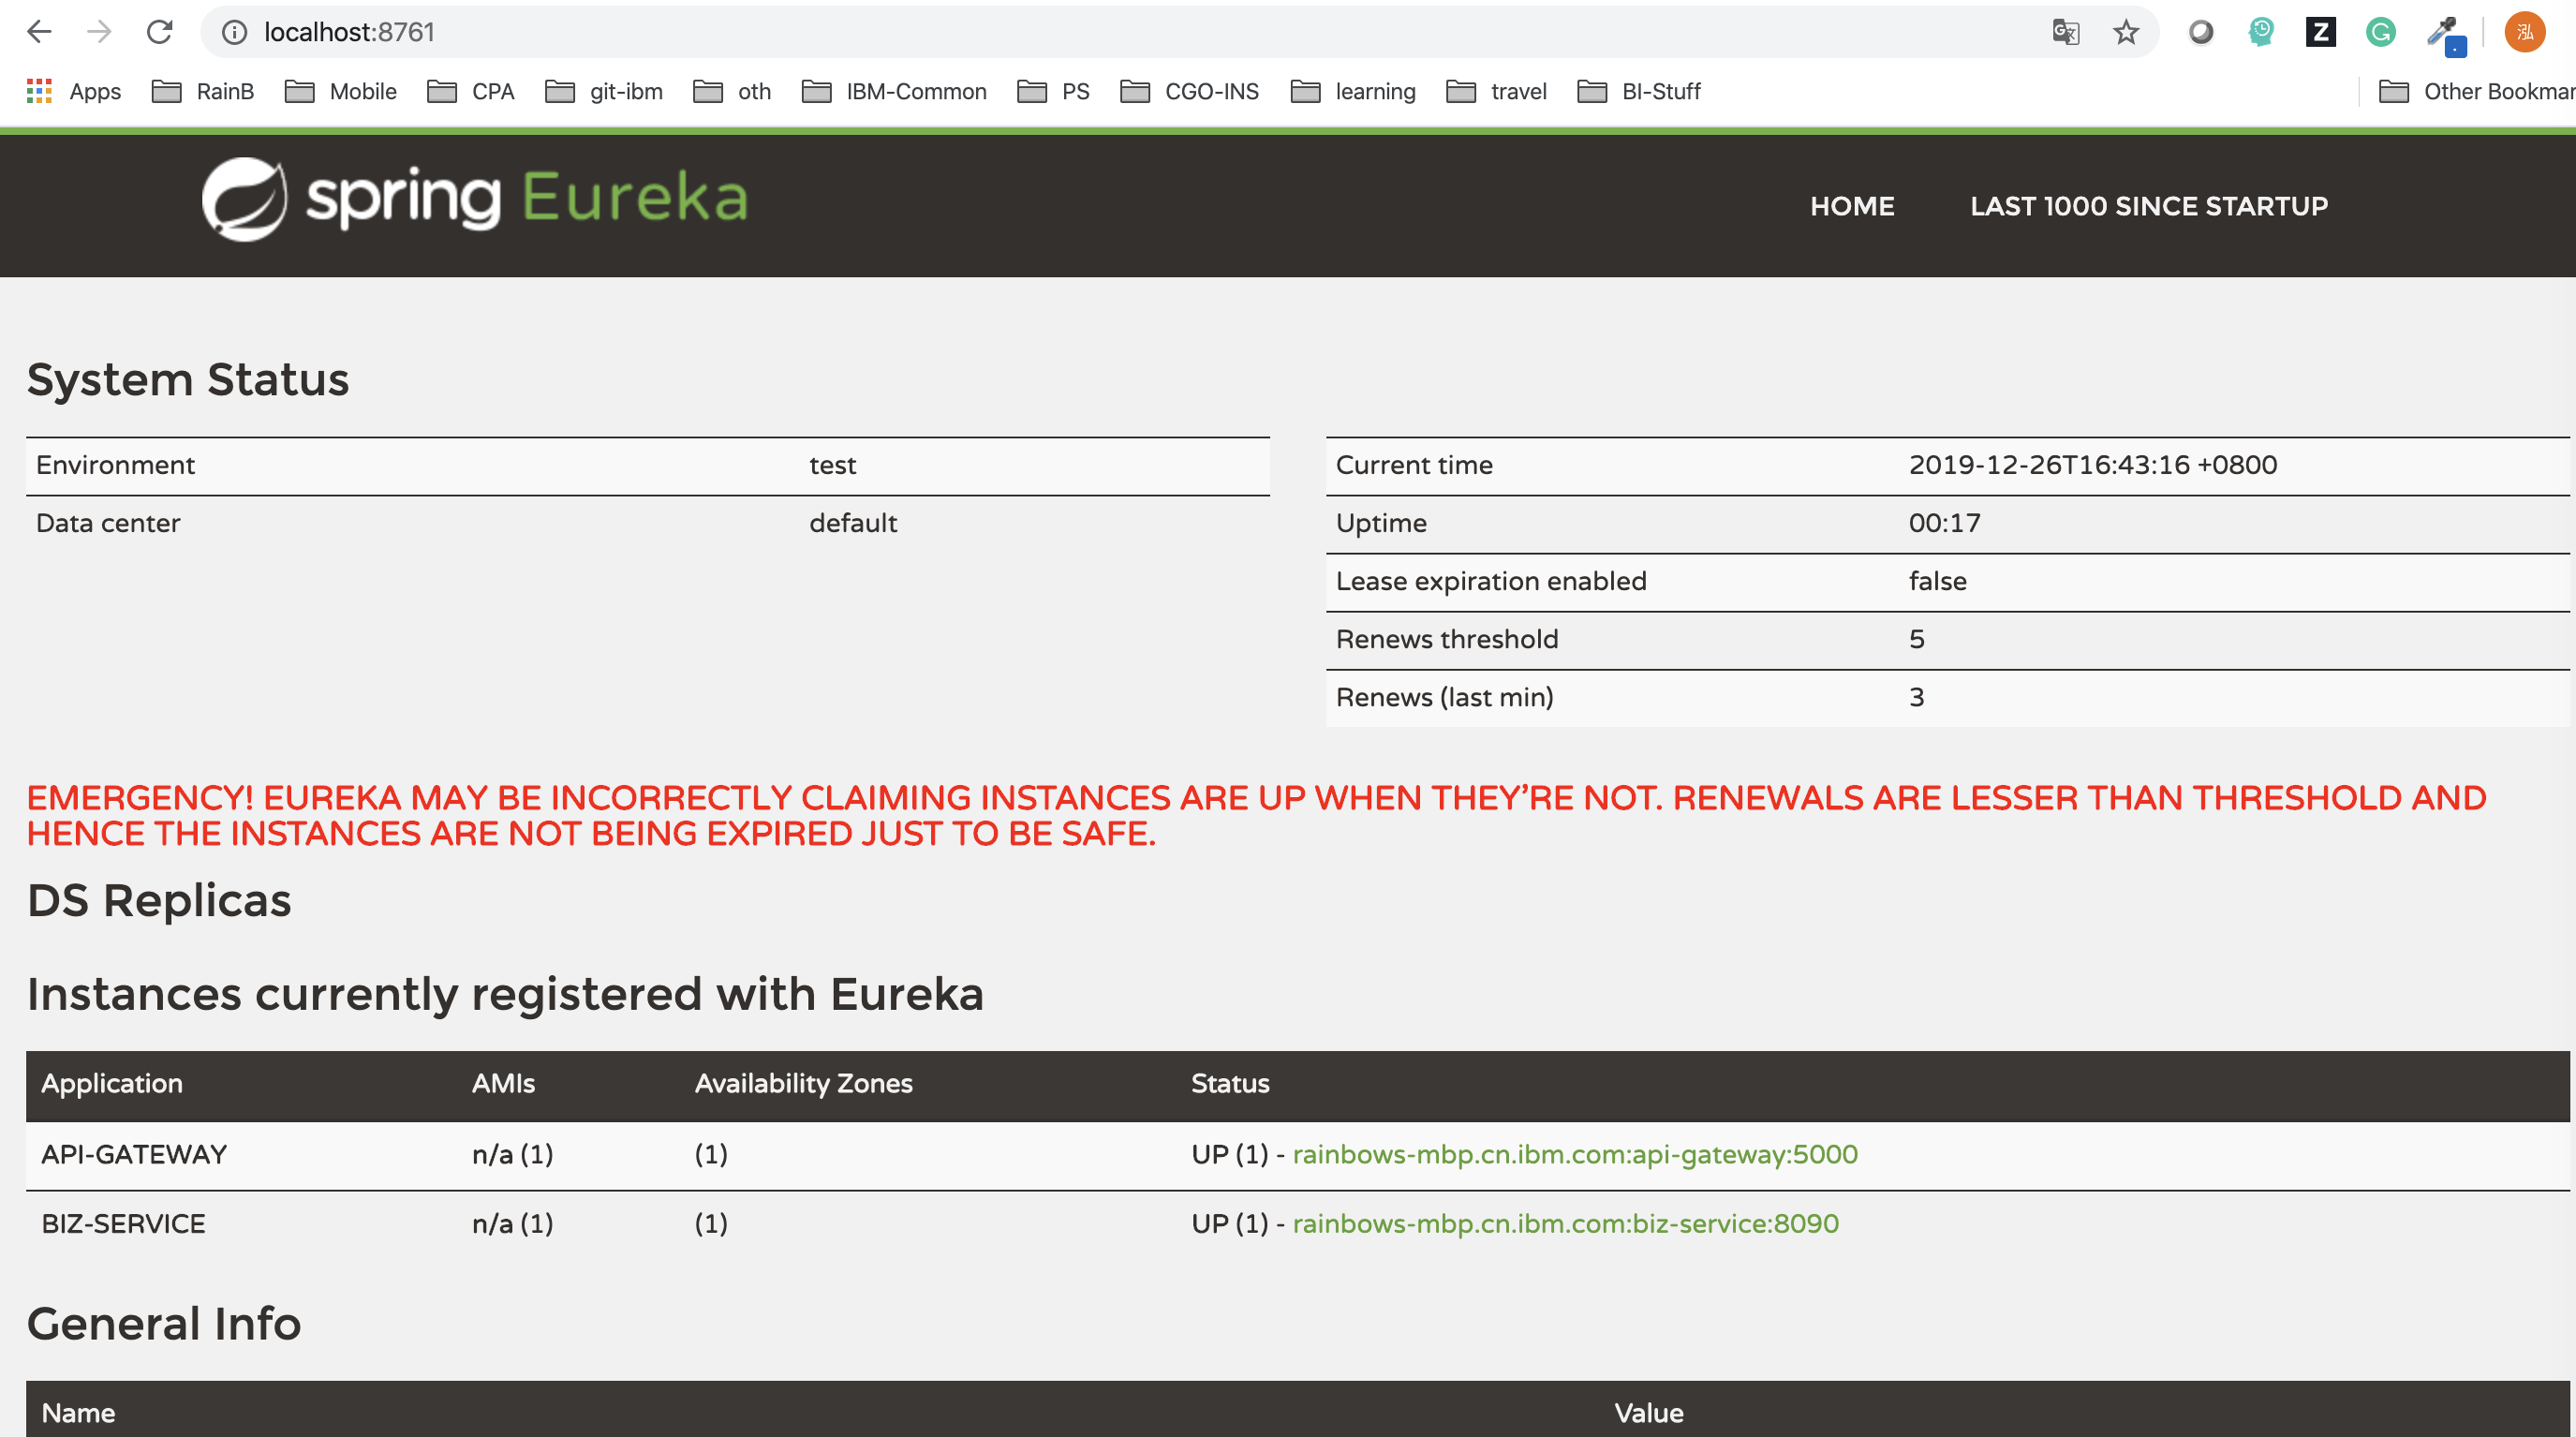 localhost:8761
泓
Apps RainB Mobile CPA git-ibm oth IBM-Common PS CGO-INS learning travel BI-Stuff Other Bookmar
spring Eureka
HOME LAST 1000 SINCE STARTUP
System Status
Environment test
Data center default
Current time 2019-12-26T16:43:16 +0800
Uptime 00:17
Lease expiration enabled false
Renews threshold 5
Renews (last min) 3
EMERGENCY! EUREKA MAY BE INCORRECTLY CLAIMING INSTANCES ARE UP WHEN THEY’RE NOT. RENEWALS ARE LESSER THAN THRESHOLD AND
HENCE THE INSTANCES ARE NOT BEING EXPIRED JUST TO BE SAFE.
DS Replicas
Instances currently registered with Eureka
Application AMIs Availability Zones Status
API-GATEWAY n/a (1) (1) UP (1) - rainbows-mbp.cn.ibm.com:api-gateway:5000
BIZ-SERVICE n/a (1) (1) UP (1) - rainbows-mbp.cn.ibm.com:biz-service:8090
General Info
Name Value